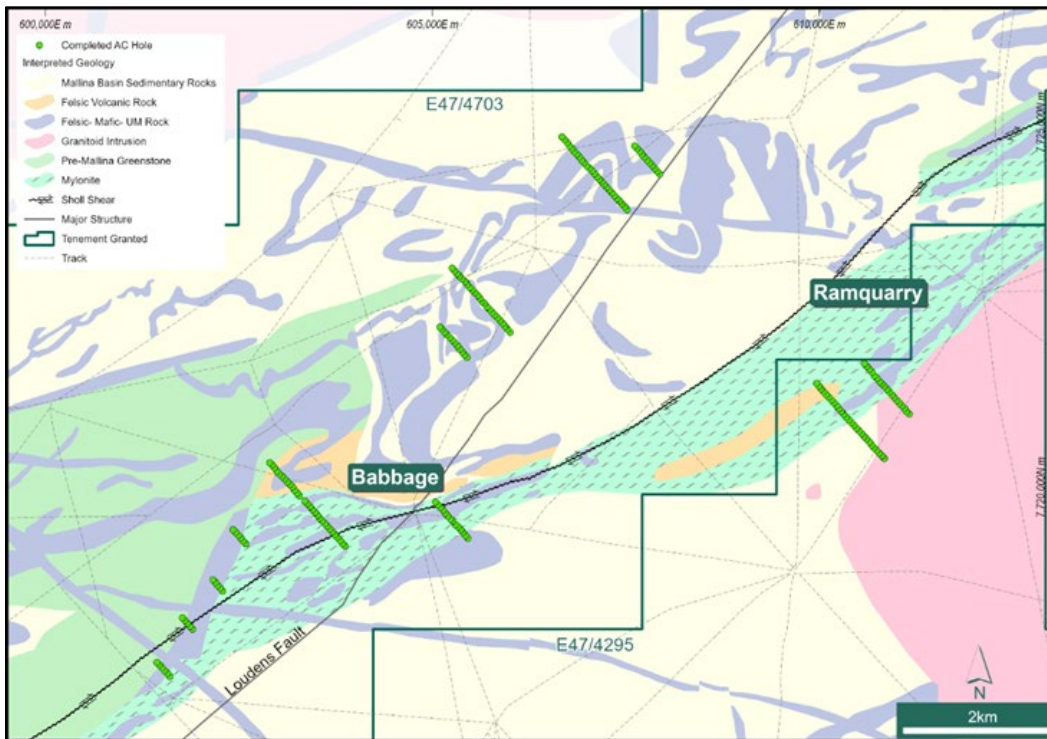 600,000E m
605,000E m
610,000E m
Completed AC Hole
Interpreted Geology
Mallina Basin Sedimentary Rocks
Felsic Volcanic Rock
Felsic- Mafic- UM Rock
Granitoid Intrusion
Pre-Mallina Greenstone
Mylonite
Sholl Shear
Major Structure
Tenement Granted
Track
E47/4703
Ramquarry
Babbage
7,720,000N m
Loudens Fault
E47/4295
N
2km